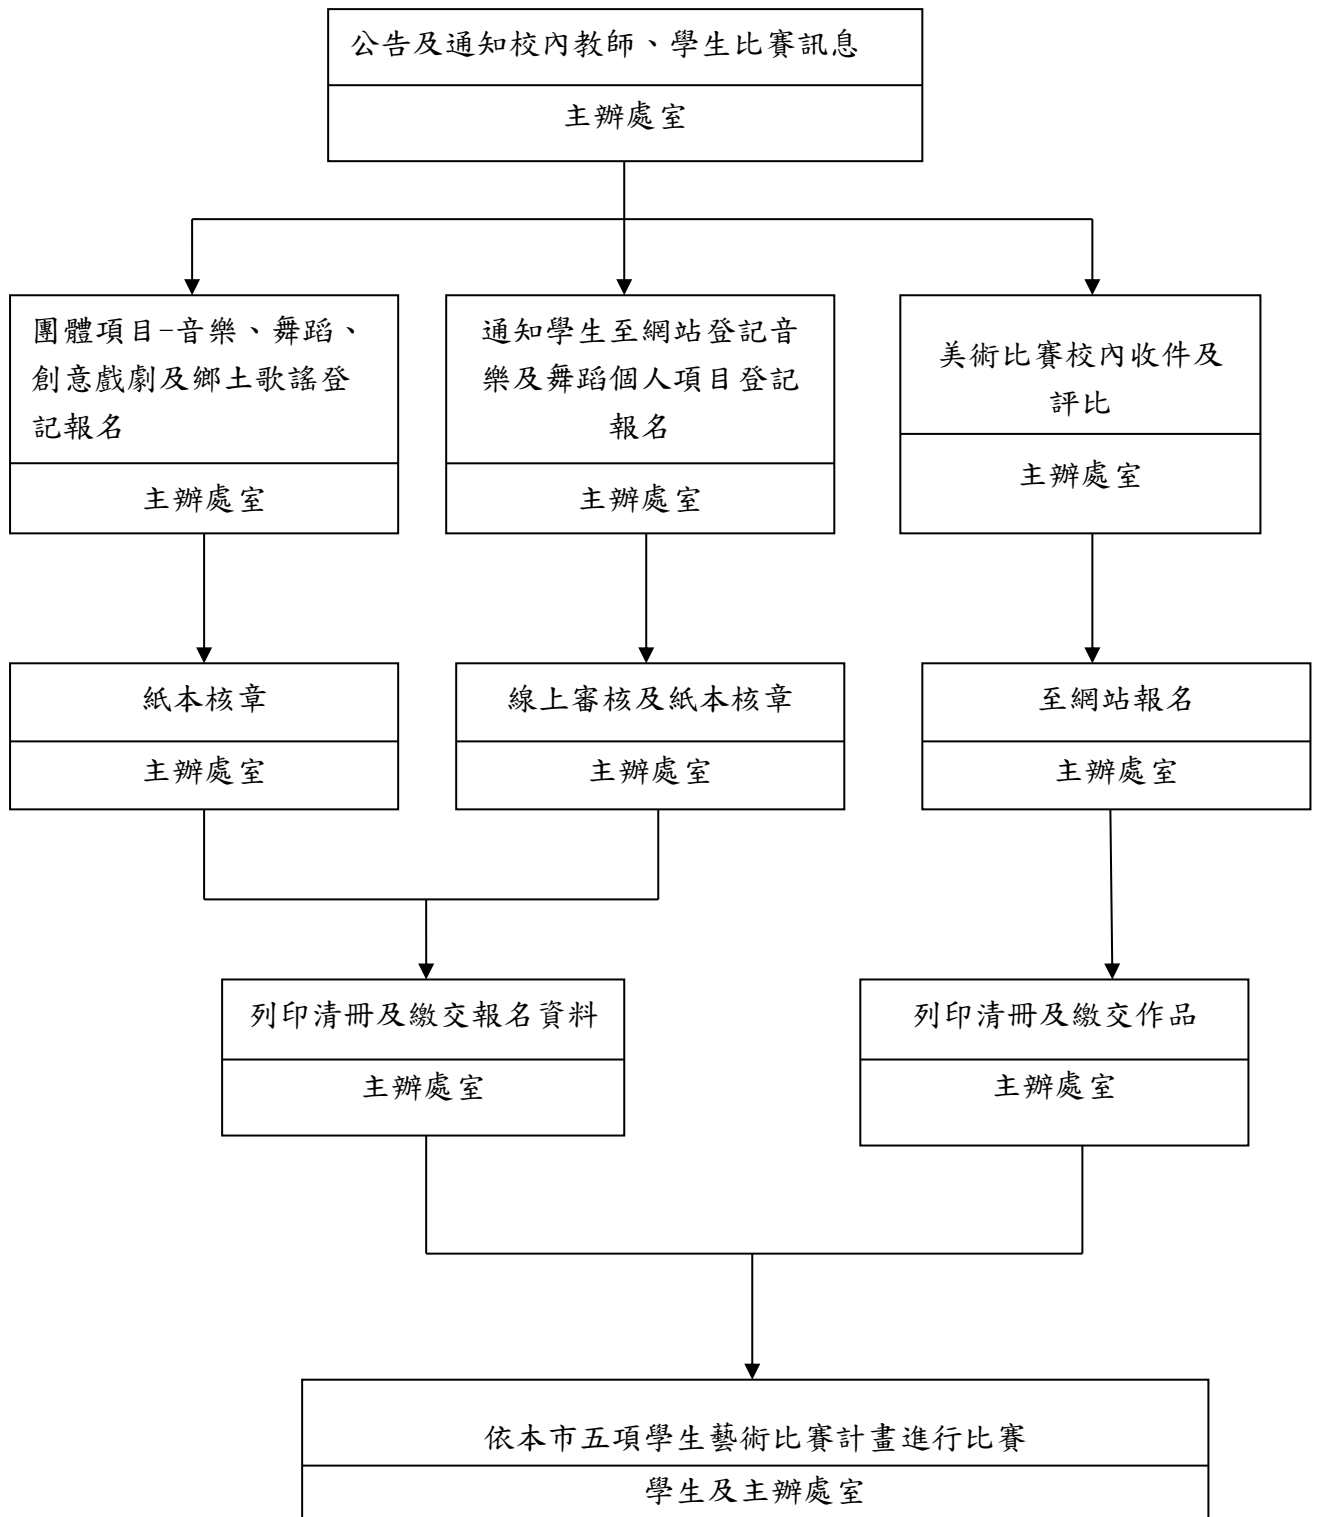 公告及通知校內教師、學生比賽訊息
主辦處室
團體項目-音樂、舞蹈、
創意戲劇及鄉土歌謠登
記報名
主辦處室
通知學生至網站登記音
樂及舞蹈個人項目登記
報名
主辦處室
美術比賽校內收件及
評比
主辦處室
紙本核章
主辦處室
線上審核及紙本核章
主辦處室
至網站報名
主辦處室
列印清冊及繳交報名資料
主辦處室
列印清冊及繳交作品
主辦處室
依本市五項學生藝術比賽計畫進行比賽
學生及主辦處室